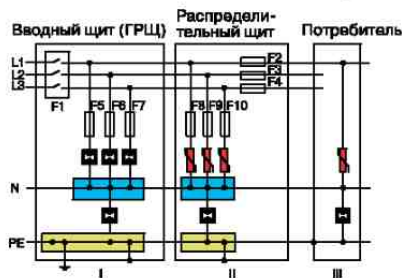 Вводный щит (ГРЩ)
Распредели-
тельный щит
Потребитель
L1
L2
L3
F1
F2
F3
F4
F5 F6 F7
F8 F9 F10
N
PE
I
II
III